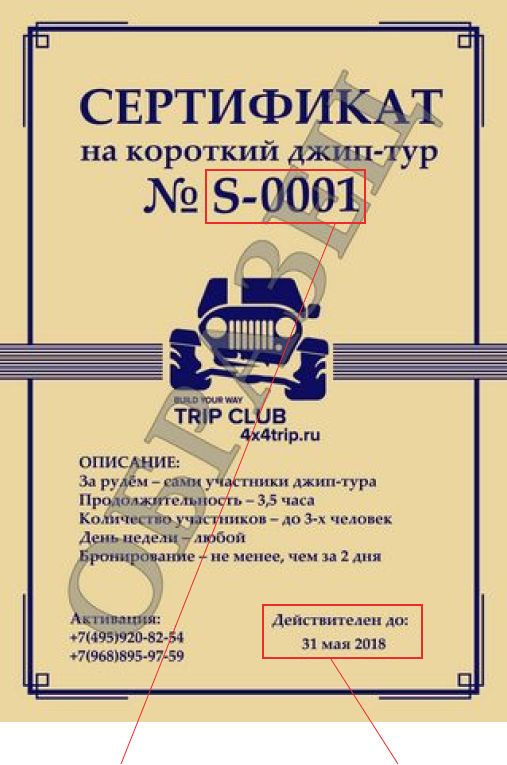 СЕРТИФИКАТ
на короткий джип-тур
№ S-0001
BUILD YOUR WAY
TRIP CLUB
4x4trip.ru
ОПИСАНИЕ:
За рулём – сами участники джип-тура
Продолжительность – 3,5 часа
Количество участников – до 3-х человек
День недели – любой
Бронирование – не менее, чем за 2 дня
Активация:
+7(495)920-82-54
+7(968)895-97-59
Действителен до:
31 мая 2018
ОБРАЗЕЦ